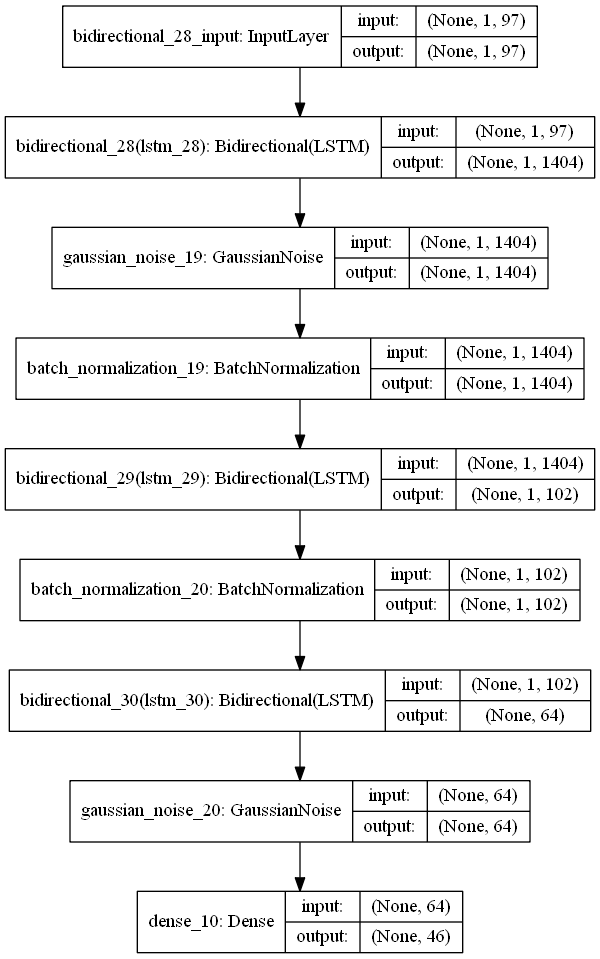 bidirectional_28_input: InputLayer
input: (None, 1, 97)
output: (None, 1, 97)
bidirectional_28(lstm_28): Bidirectional(LSTM)
input: (None, 1, 97)
output: (None, 1, 1404)
gaussian_noise_19: GaussianNoise
input: (None, 1, 1404)
output: (None, 1, 1404)
batch_normalization_19: BatchNormalization
input: (None, 1, 1404)
output: (None, 1, 1404)
bidirectional_29(lstm_29): Bidirectional(LSTM)
input: (None, 1, 1404)
output: (None, 1, 102)
batch_normalization_20: BatchNormalization
input: (None, 1, 102)
output: (None, 1, 102)
bidirectional_30(lstm_30): Bidirectional(LSTM)
input: (None, 1, 102)
output: (None, 64)
gaussian_noise_20: GaussianNoise
input: (None, 64)
output: (None, 64)
dense_10: Dense
input: (None, 64)
output: (None, 46)